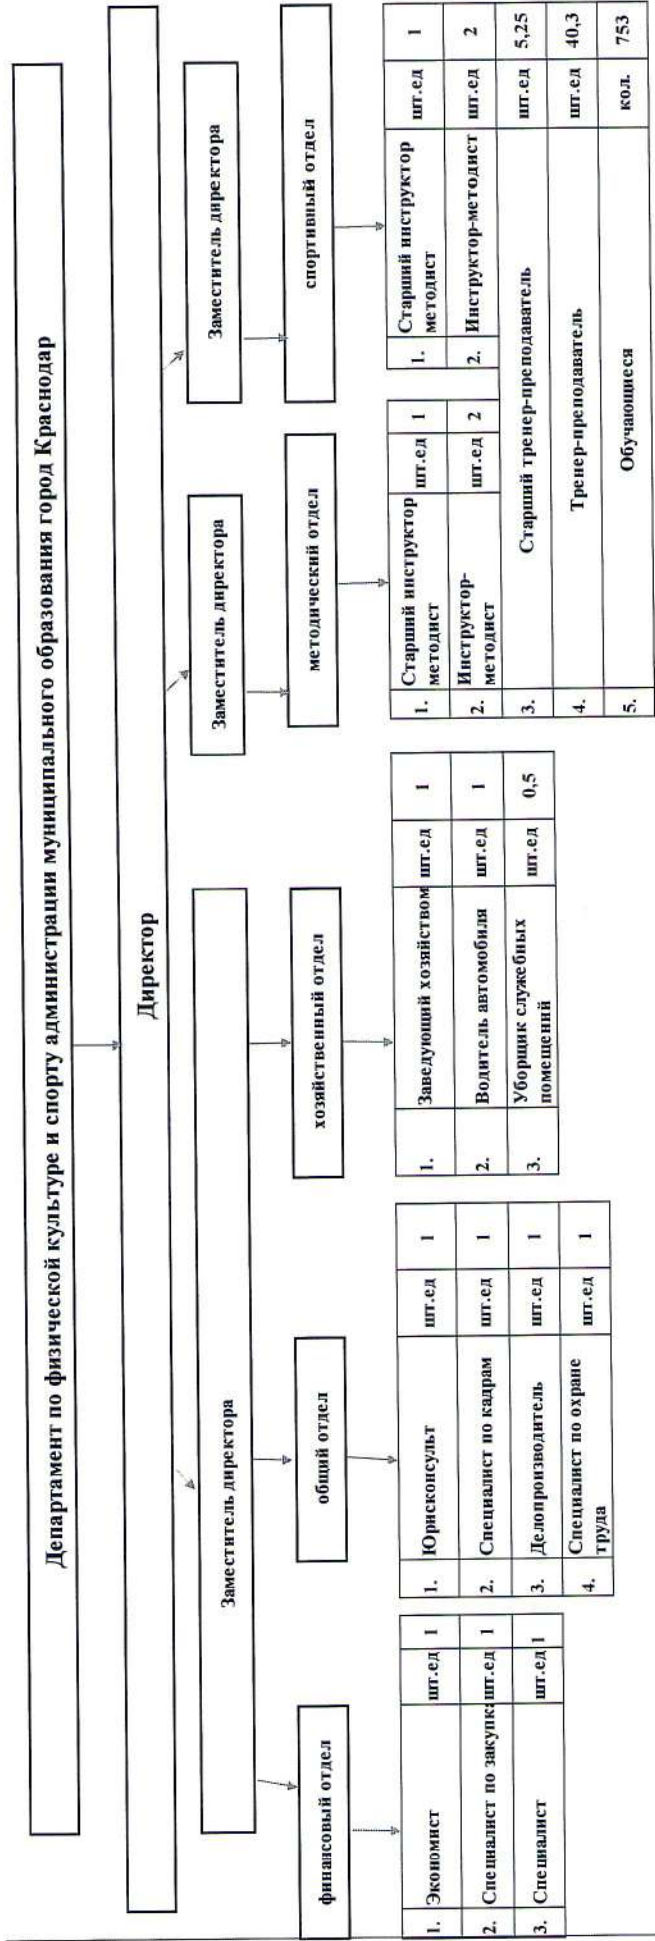 Департамент по физической культуре и спорту администрации муниципального образования город Краснодар
Директор
Заместитель директора
Заместитель директора
Заместитель директора
финансовый отдел
общий отдел
хозяйственный отдел
методический отдел
спортивный отдел
1. Экономист шт.ед 1
2. Специалист по закупка шт.ед 1
3. Специалист шт.ед 1
1. Юрисконсульт шт.ед 1
2. Специалист по кадрам шт.ед 1
3. Делопроизводитель шт.ед 1
4. Специалист по охране
труда шт.ед 1
1. Заведующий хозяйством шт.ед 1
2. Водитель автомобиля шт.ед 1
3. Уборщик служебных
помещений шт.ед 0,5
1. Старший инструктор
методист шт.ед 1
2. Инструктор-
методист шт.ед 2
1. Старший инструктор
методист шт.ед 1
2. Инструктор-методист шт.ед 2
3. Старший тренер-преподаватель шт.ед 5,25
4. Тренер-преподаватель шт.ед 40,3
5. Обучающиеся кол. 753